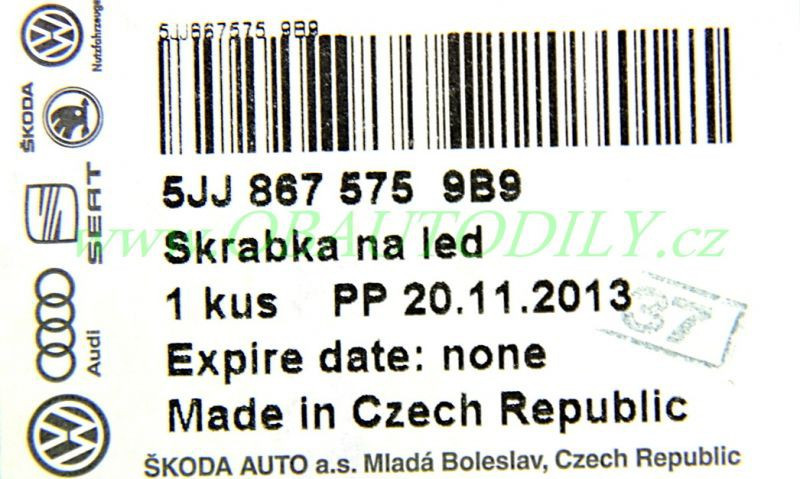 5JJ867575 9B9
5JJ 867 575 9B9
Skrabka na led
1 kus PP 20.11.2013
37
Expire date: none
Made in Czech Republic
ŠKODA AUTO a.s. Mladá Boleslav, Czech Republic
www.OBAUTODILY.cz
Nutzfahrzeuge
ŠKODA
SEAT
Audi